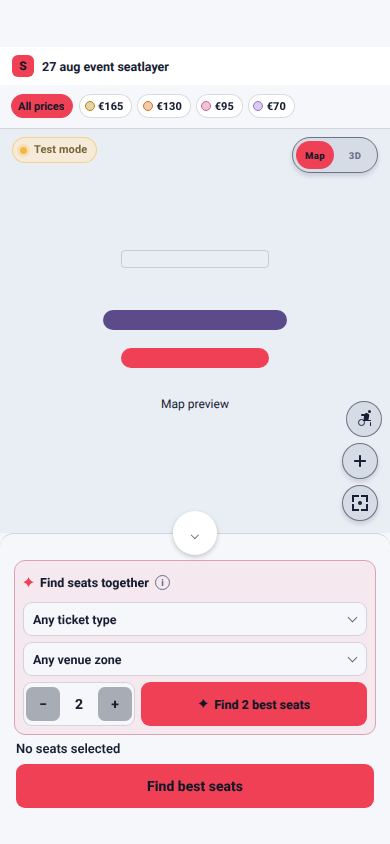 S
27 aug event seatlayer
All prices
€165
€130
€95
€70
Test mode
Map
3D
Map preview
+
Find seats together
i
Any ticket type
Any venue zone
−
2
+
Find 2 best seats
No seats selected
Find best seats